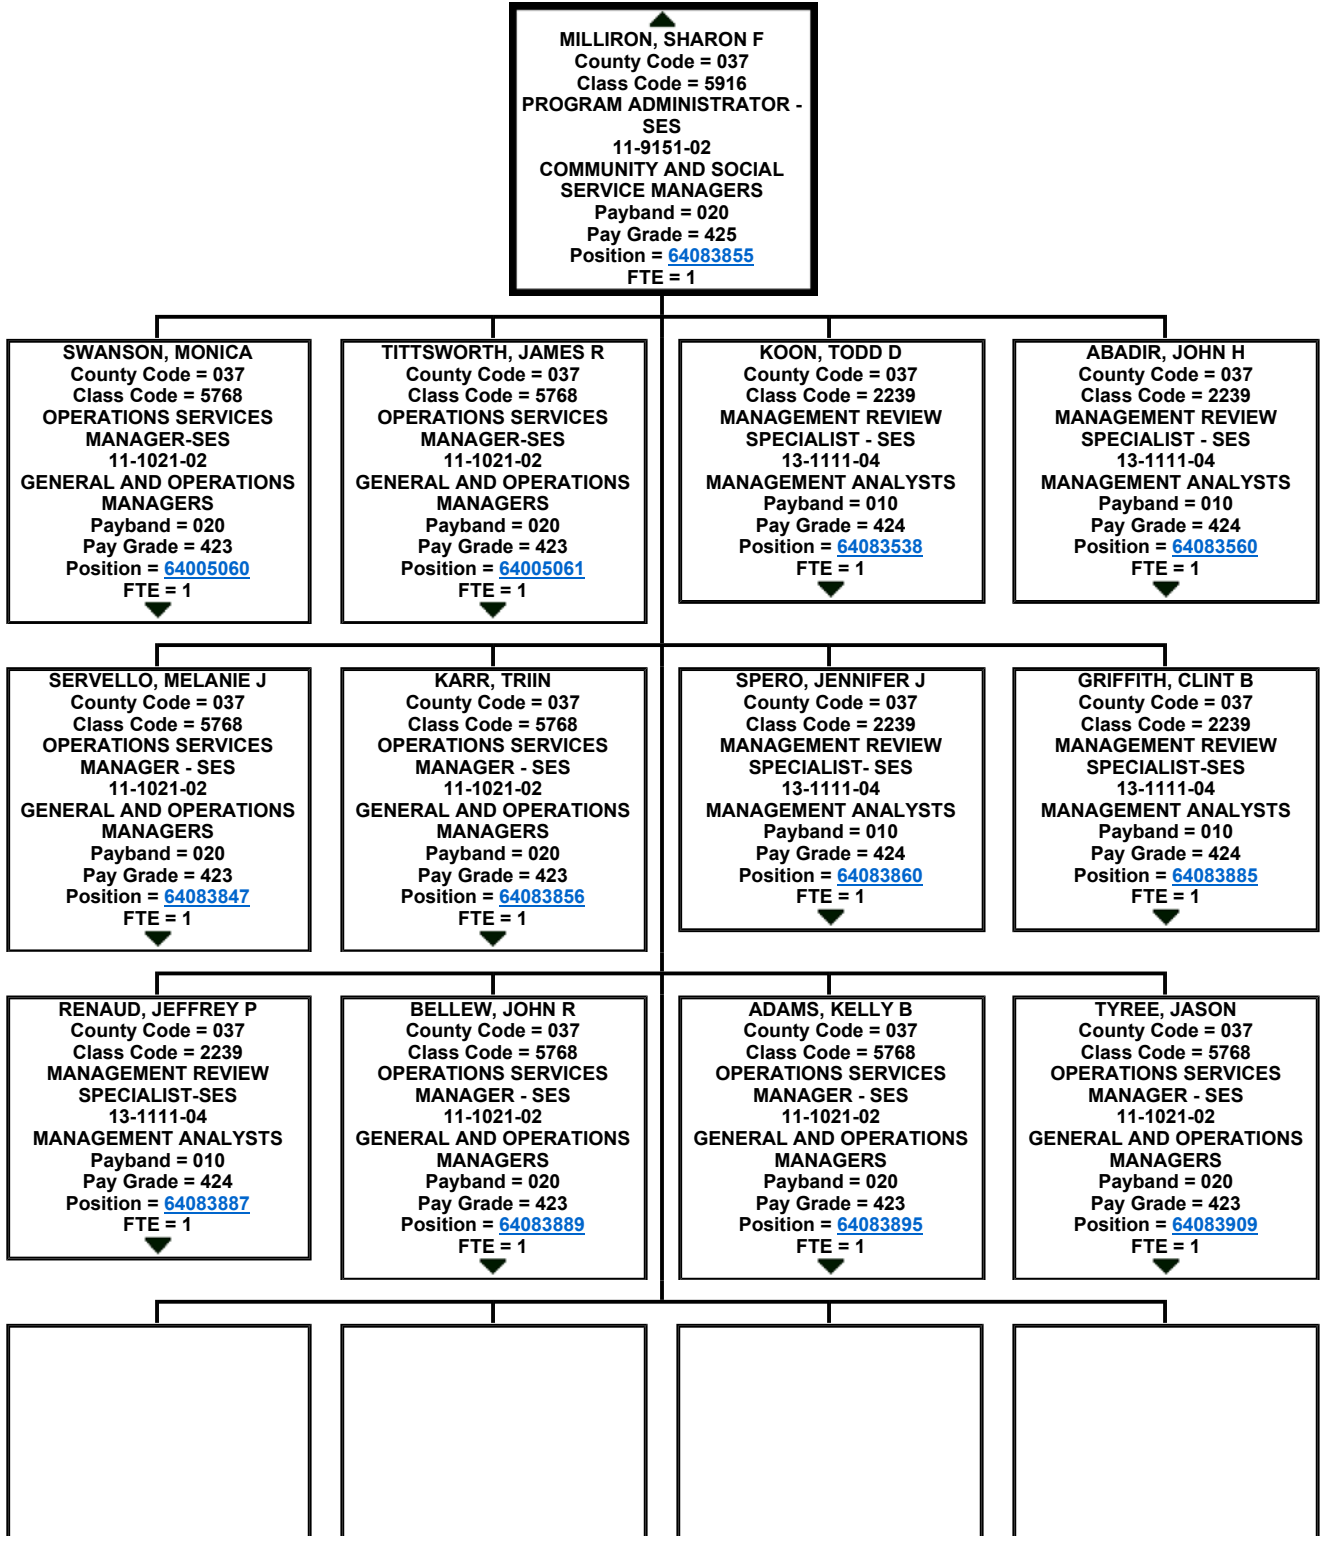 MILLIRON, SHARON F
County Code = 037
Class Code = 5916
PROGRAM ADMINISTRATOR -
SES
11-9151-02
COMMUNITY AND SOCIAL
SERVICE MANAGERS
Payband = 020
Pay Grade = 425
Position = 64083855
FTE = 1
SWANSON, MONICA
County Code = 037
Class Code = 5768
OPERATIONS SERVICES
MANAGER-SES
11-1021-02
GENERAL AND OPERATIONS
MANAGERS
Payband = 020
Pay Grade = 423
Position = 64005060
FTE = 1
TITTSWORTH, JAMES R
County Code = 037
Class Code = 5768
OPERATIONS SERVICES
MANAGER-SES
11-1021-02
GENERAL AND OPERATIONS
MANAGERS
Payband = 020
Pay Grade = 423
Position = 64005061
FTE = 1
KOON, TODD D
County Code = 037
Class Code = 2239
MANAGEMENT REVIEW
SPECIALIST - SES
13-1111-04
MANAGEMENT ANALYSTS
Payband = 010
Pay Grade = 424
Position = 64083538
FTE = 1
ABADIR, JOHN H
County Code = 037
Class Code = 2239
MANAGEMENT REVIEW
SPECIALIST - SES
13-1111-04
MANAGEMENT ANALYSTS
Payband = 010
Pay Grade = 424
Position = 64083560
FTE = 1
SERVELLO, MELANIE J
County Code = 037
Class Code = 5768
OPERATIONS SERVICES
MANAGER - SES
11-1021-02
GENERAL AND OPERATIONS
MANAGERS
Payband = 020
Pay Grade = 423
Position = 64083847
FTE = 1
KARR, TRIIN
County Code = 037
Class Code = 5768
OPERATIONS SERVICES
MANAGER - SES
11-1021-02
GENERAL AND OPERATIONS
MANAGERS
Payband = 020
Pay Grade = 423
Position = 64083856
FTE = 1
SPERO, JENNIFER J
County Code = 037
Class Code = 2239
MANAGEMENT REVIEW
SPECIALIST- SES
13-1111-04
MANAGEMENT ANALYSTS
Payband = 010
Pay Grade = 424
Position = 64083860
FTE = 1
GRIFFITH, CLINT B
County Code = 037
Class Code = 2239
MANAGEMENT REVIEW
SPECIALIST-SES
13-1111-04
MANAGEMENT ANALYSTS
Payband = 010
Pay Grade = 424
Position = 64083885
FTE = 1
RENAUD, JEFFREY P
County Code = 037
Class Code = 2239
MANAGEMENT REVIEW
SPECIALIST-SES
13-1111-04
MANAGEMENT ANALYSTS
Payband = 010
Pay Grade = 424
Position = 64083887
FTE = 1
BELLEW, JOHN R
County Code = 037
Class Code = 5768
OPERATIONS SERVICES
MANAGER - SES
11-1021-02
GENERAL AND OPERATIONS
MANAGERS
Payband = 020
Pay Grade = 423
Position = 64083889
FTE = 1
ADAMS, KELLY B
County Code = 037
Class Code = 5768
OPERATIONS SERVICES
MANAGER - SES
11-1021-02
GENERAL AND OPERATIONS
MANAGERS
Payband = 020
Pay Grade = 423
Position = 64083895
FTE = 1
TYREE, JASON
County Code = 037
Class Code = 5768
OPERATIONS SERVICES
MANAGER - SES
11-1021-02
GENERAL AND OPERATIONS
MANAGERS
Payband = 020
Pay Grade = 423
Position = 64083909
FTE = 1